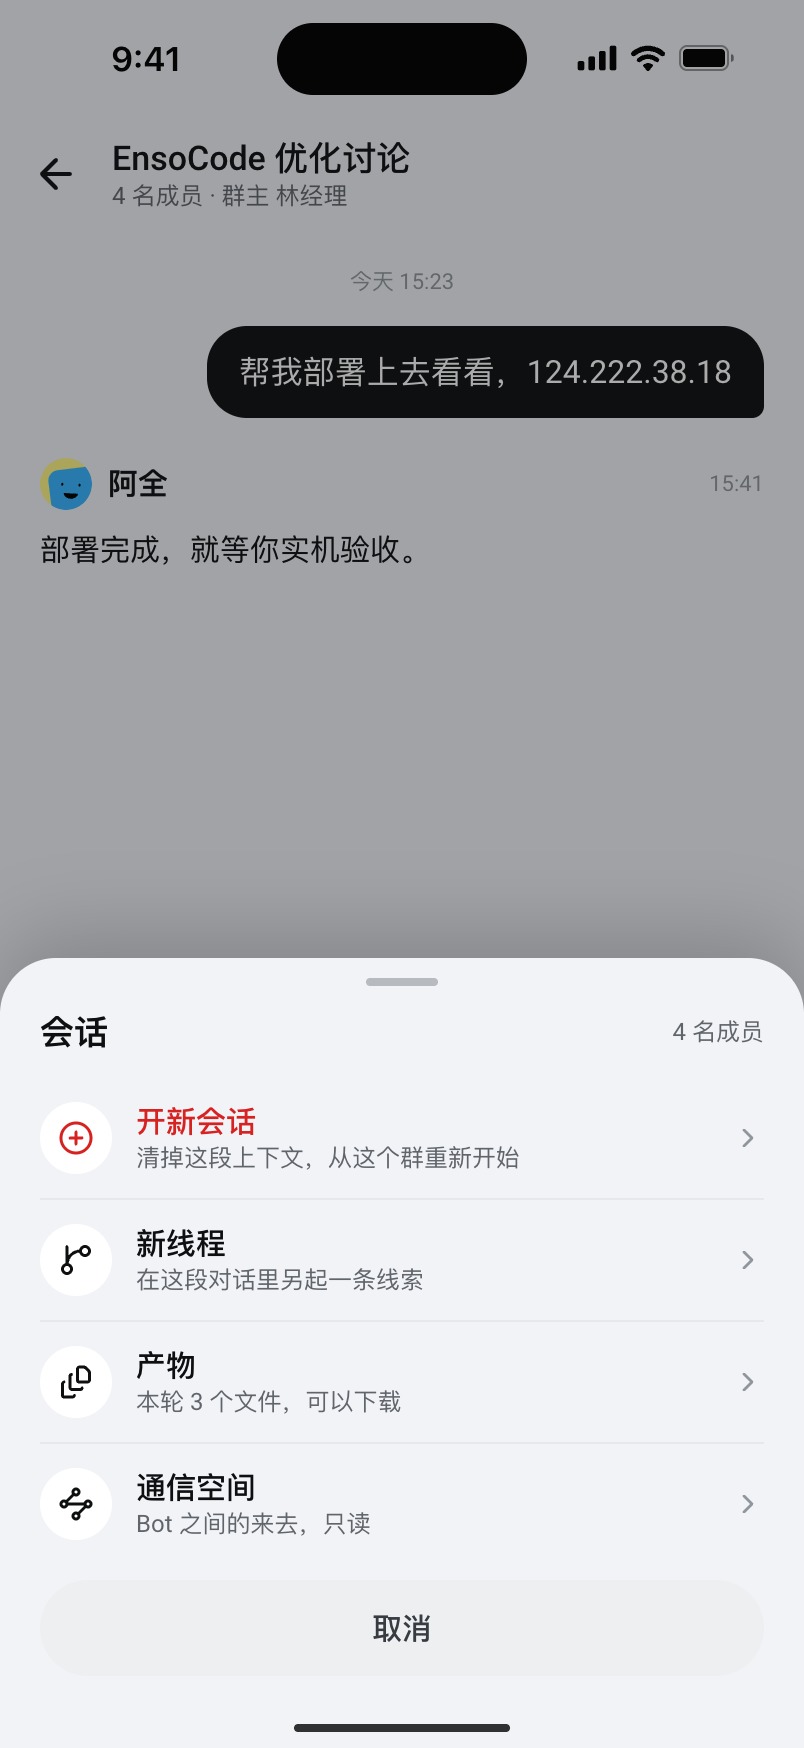 9:41
EnsoCode 优化讨论
4 名成员 · 群主 林经理
今天 15:23
帮我部署上去看看，124.222.38.18
阿全
15:41
部署完成，就等你实机验收。
会话
4 名成员
开新会话
清掉这段上下文，从这个群重新开始
新线程
在这段对话里另起一条线索
产物
本轮 3 个文件，可以下载
通信空间
Bot 之间的来去，只读
取消